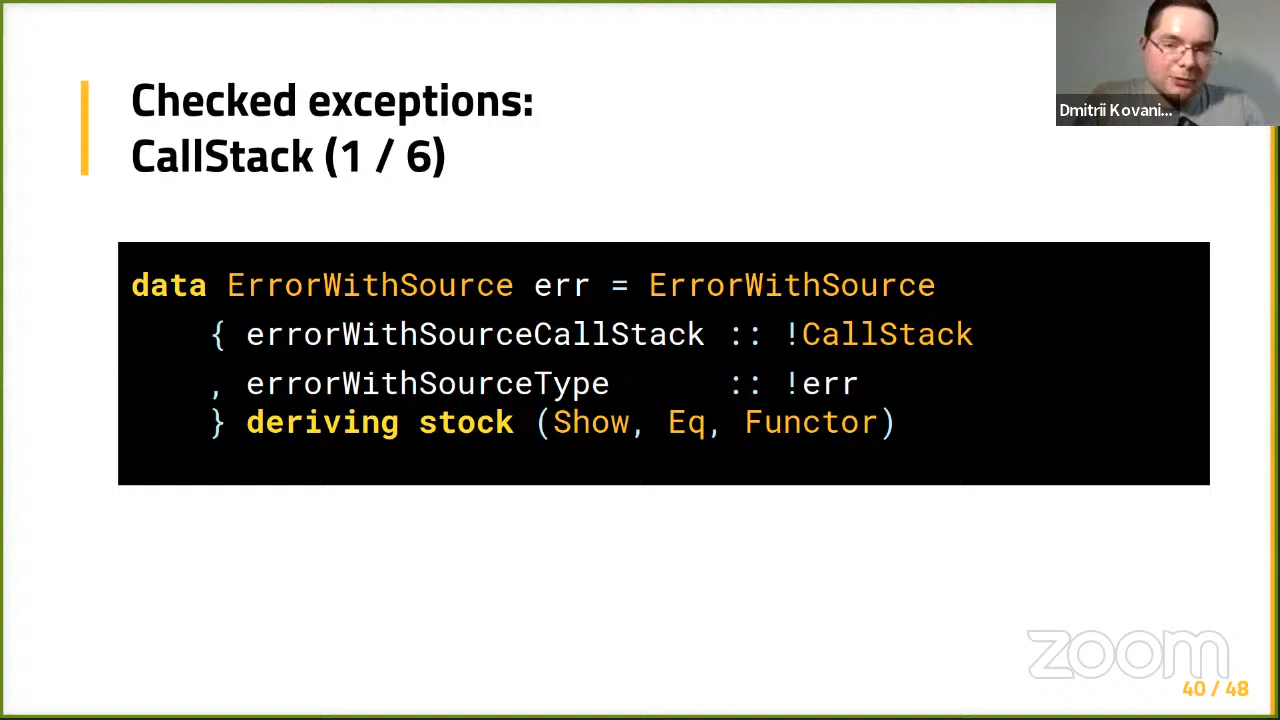 Checked exceptions:
CallStack (1 / 6)
Dmitrii Kovani...
data ErrorWithSource err = ErrorWithSource
{ errorWithSourceCallStack :: !CallStack
, errorWithSourceType :: !err
} deriving stock (Show, Eq, Functor)
zoom
40 / 48